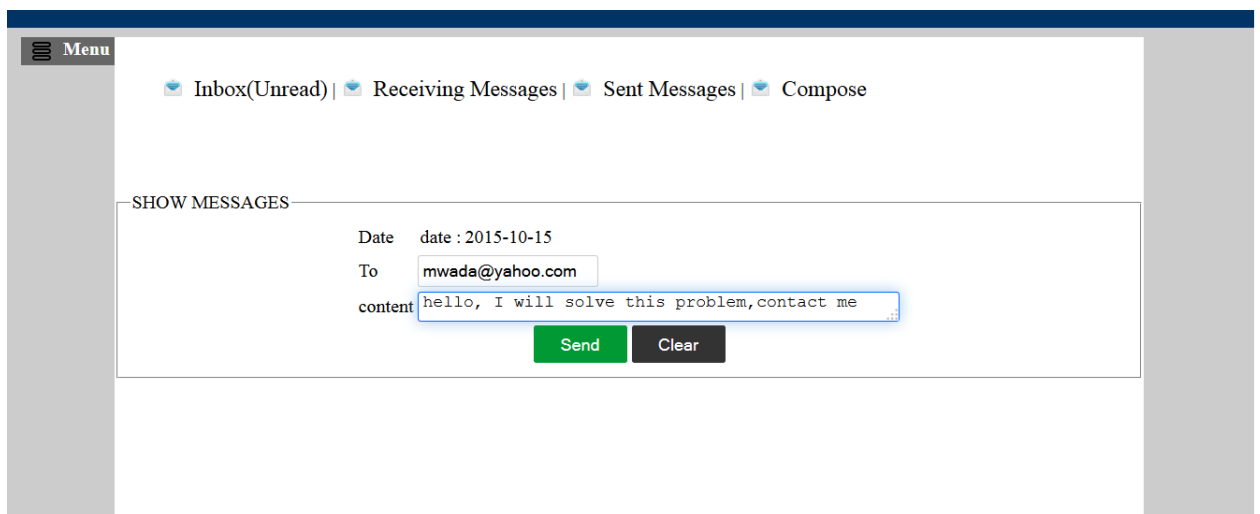 Menu
Inbox(Unread) | Receiving Messages | Sent Messages | Compose
SHOW MESSAGES
Date date : 2015-10-15
To mwada@yahoo.com
content hello, I will solve this problem,contact me
Send Clear